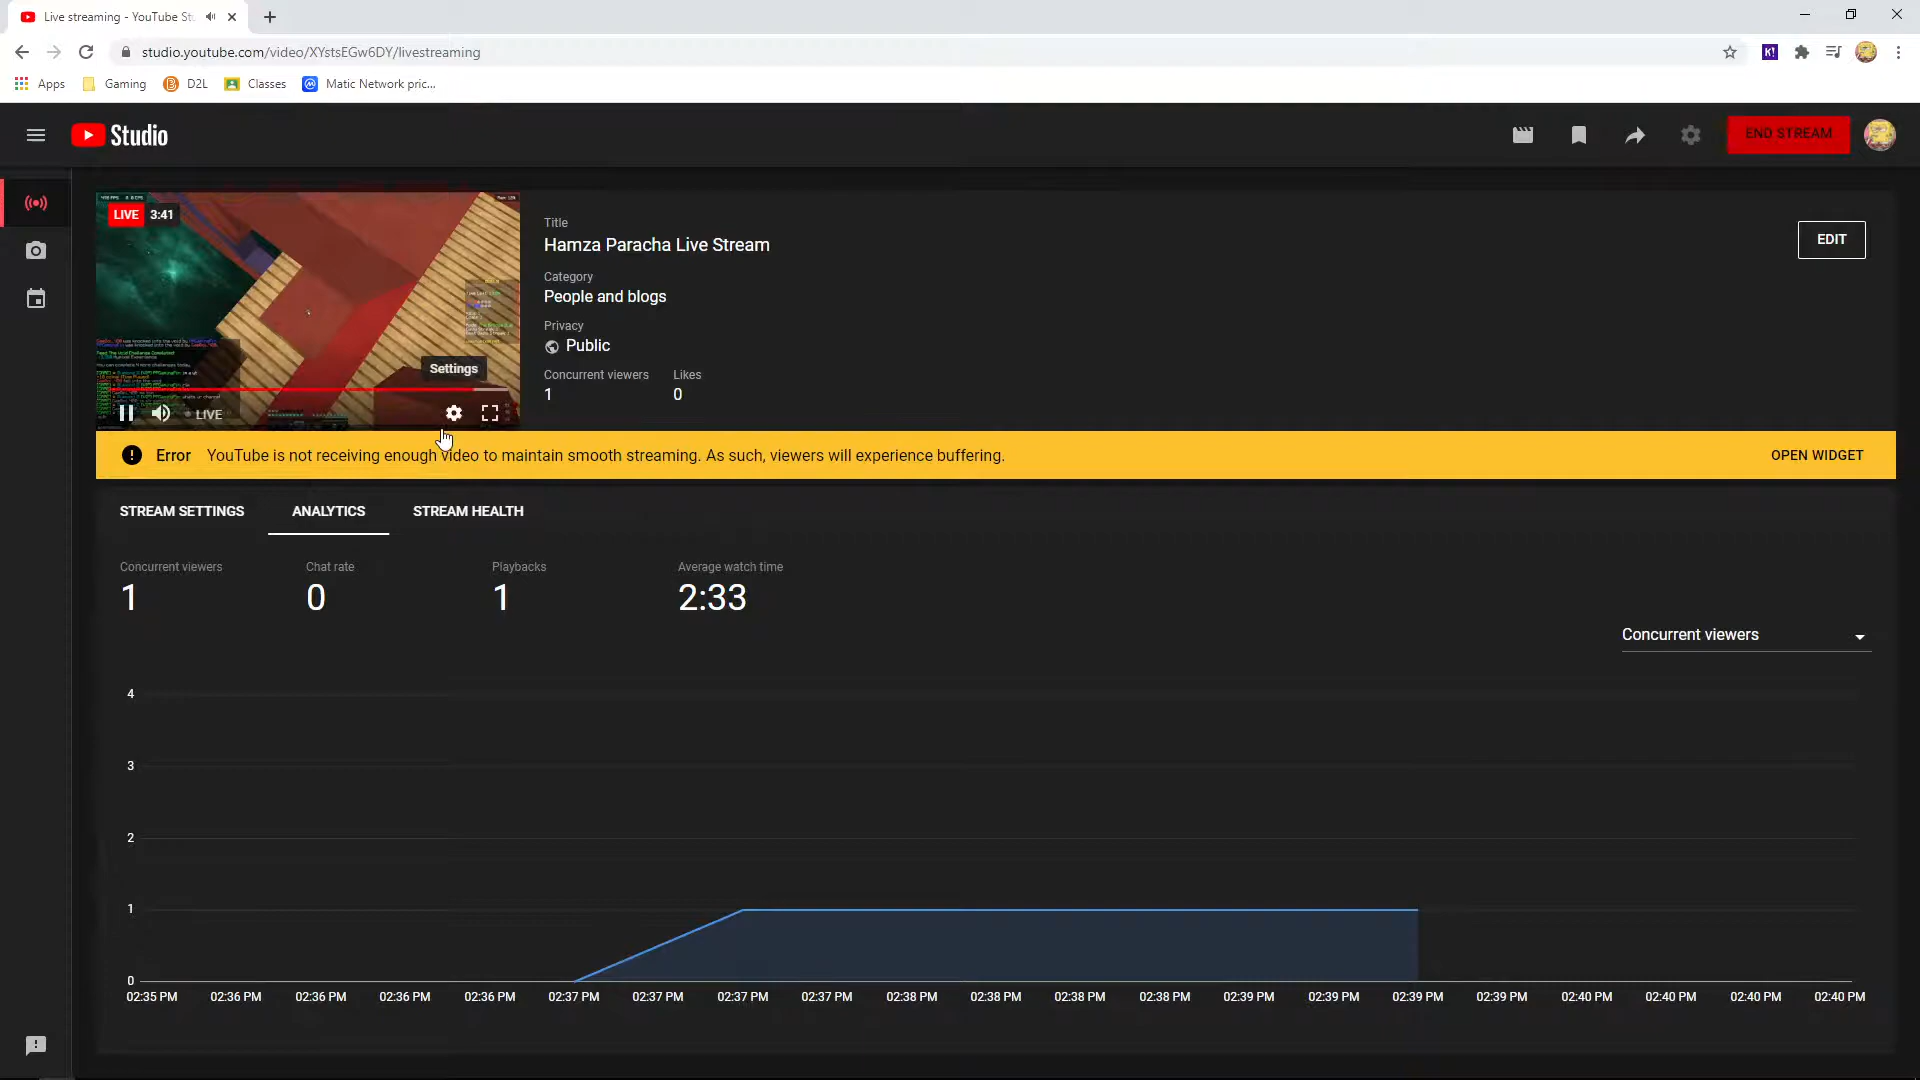 Live streaming - YouTube St
studio.youtube.com/video/XYstsEGw6DY/livestreaming
K!
Apps
Gaming
D2L
Classes
Matic Network pric...
Studio
END STREAM
LIVE 3:41
Settings
LIVE
Title
Hamza Paracha Live Stream
EDIT
Category
People and blogs
Privacy
Public
Concurrent viewers Likes
1 0
Error YouTube is not receiving enough video to maintain smooth streaming. As such, viewers will experience buffering. OPEN WIDGET
STREAM SETTINGS ANALYTICS STREAM HEALTH
Concurrent viewers Chat rate Playbacks Average watch time
1 0 1 2:33
Concurrent viewers
4
3
2
1
0
02:35 PM 02:36 PM 02:36 PM 02:36 PM 02:36 PM 02:37 PM 02:37 PM 02:37 PM 02:37 PM 02:38 PM 02:38 PM 02:38 PM 02:38 PM 02:39 PM 02:39 PM 02:39 PM 02:39 PM 02:40 PM 02:40 PM 02:40 PM 02:40 PM